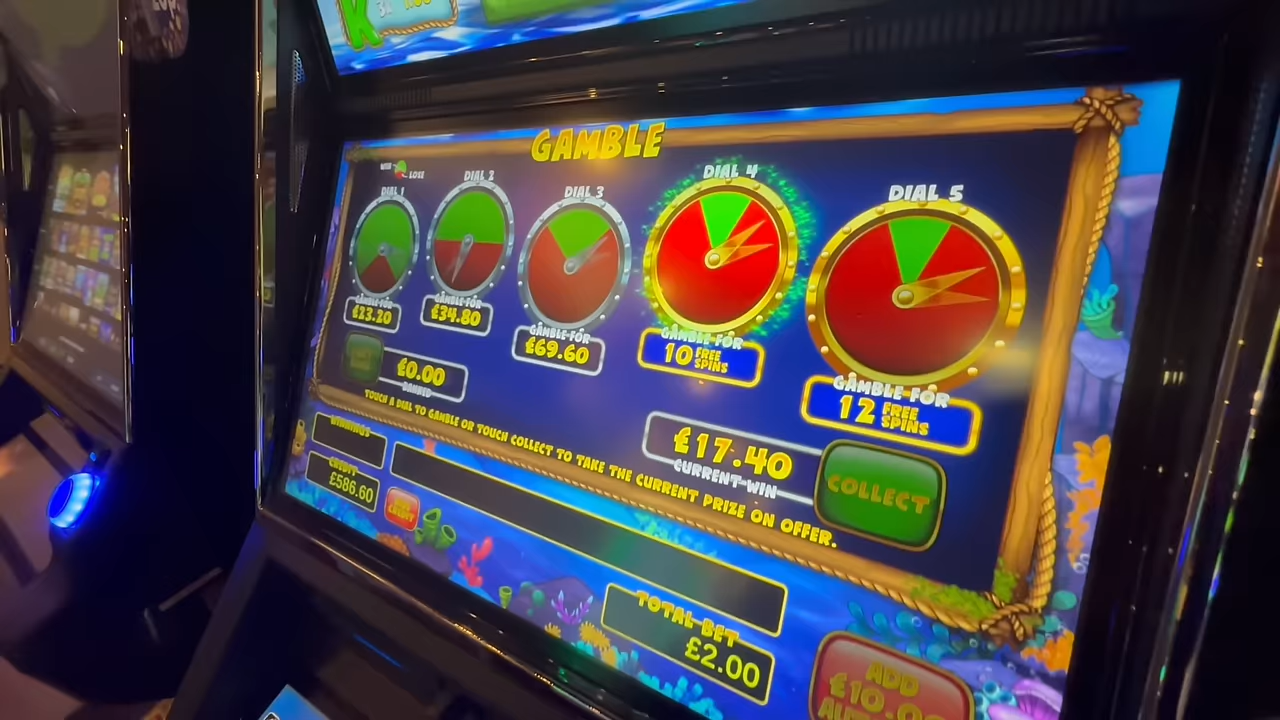 K
GAMBLE
WIN LOSE
DIAL 1
DIAL 2
DIAL 3
DIAL 4
DIAL 5
GAMBLE FOR
£23.20
GAMBLE FOR
£34.80
GAMBLE FOR
£69.60
GAMBLE FOR
10 FREE SPINS
GAMBLE FOR
12 FREE SPINS
£0.00
BANKED
£17.40
CURRENT WIN
COLLECT
TOUCH A DIAL TO GAMBLE OR TOUCH COLLECT TO TAKE THE CURRENT PRIZE ON OFFER.
WINNINGS
CREDIT
£586.60
CREDIT
TOTAL BET
£2.00
ADD